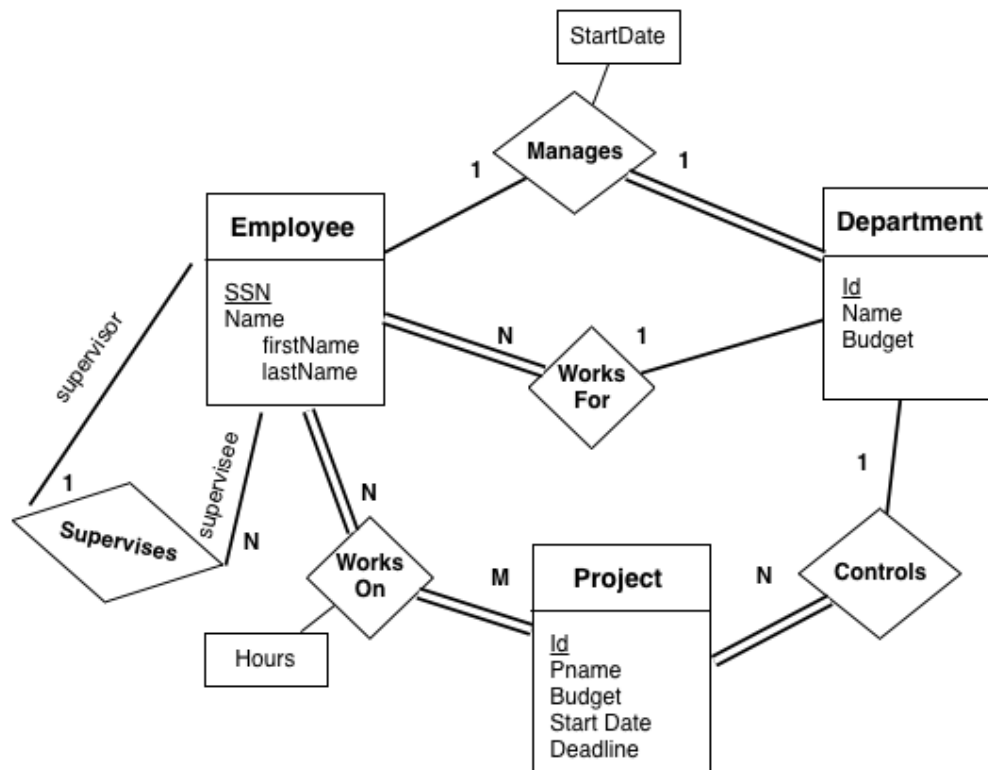 StartDate
Manages
1
1
Employee
Department
SSN
Name
firstName
lastName
Id
Name
Budget
supervisor
N
1
Works
For
supervisee
1
Supervises
N
N
Works
On
Hours
M
Project
Id
Pname
Budget
Start Date
Deadline
N
1
Controls